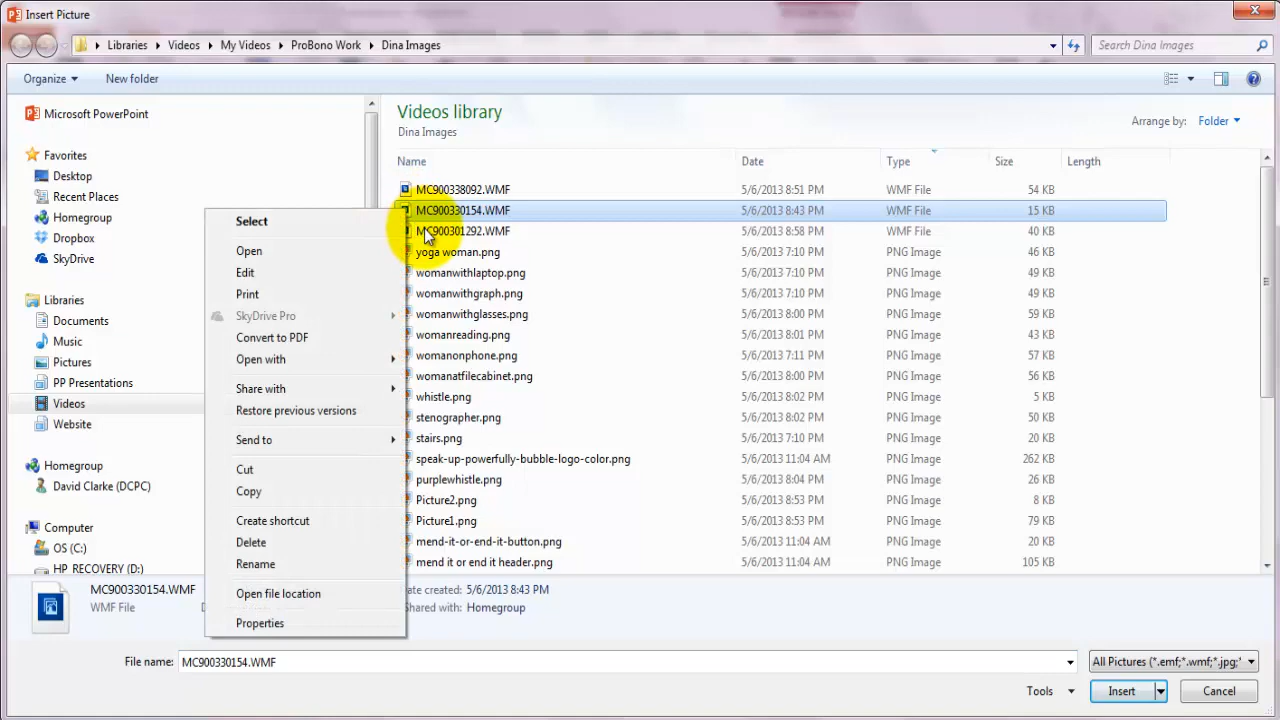 Insert Picture
Libraries Videos My Videos ProBono Work Dina Images Search Dina Images
Organize New folder
Microsoft PowerPoint
Favorites
Desktop
Recent Places
Homegroup
Dropbox
SkyDrive
Libraries
Documents
Music
Pictures
PP Presentations
Videos
Website
Homegroup
David Clarke (DCPC)
Computer
OS (C:)
HP_RECOVERY (D:)
Videos library
Dina Images
Arrange by: Folder
Name Date Type Size Length
MC900338092.WMF 5/6/2013 8:51 PM WMF File 54 KB
MC900330154.WMF 5/6/2013 8:43 PM WMF File 15 KB
MC900301292.WMF 5/6/2013 8:58 PM WMF File 40 KB
yoga woman.png 5/6/2013 7:10 PM PNG Image 46 KB
womanwithlaptop.png 5/6/2013 7:10 PM PNG Image 49 KB
womanwithgraph.png 5/6/2013 7:10 PM PNG Image 34 KB
womanwithglasses.png 5/6/2013 8:00 PM PNG Image 59 KB
womanreading.png 5/6/2013 8:01 PM PNG Image 43 KB
womanonphone.png 5/6/2013 7:11 PM PNG Image 57 KB
womanatfilecabinet.png 5/6/2013 8:00 PM PNG Image 56 KB
whistle.png 5/6/2013 8:02 PM PNG Image 5 KB
stenographer.png 5/6/2013 8:02 PM PNG Image 54 KB
stairs.png 5/6/2013 7:10 PM PNG Image 54 KB
speak-up-powerfully-bubble-logo-color.png 5/6/2013 11:04 AM PNG Image 262 KB
purplewhistle.png 5/6/2013 8:04 PM PNG Image 26 KB
Picture2.png 5/6/2013 8:53 PM PNG Image 8 KB
Picture1.png 5/6/2013 8:53 PM PNG Image 79 KB
mend-it-or-end-it-button.png 5/6/2013 11:04 AM PNG Image 54 KB
mend it or end it header.png 5/6/2013 11:04 AM PNG Image 105 KB
Select
Open
Edit
Print
SkyDrive Pro
Convert to PDF
Open with
Share with
Restore previous versions
Send to
Cut
Copy
Create shortcut
Delete
Rename
Open file location
Properties
MC900330154.WMF
WMF File
created: 5/6/2013 8:43 PM
Shared with: Homegroup
File name: MC900330154.WMF All Pictures (*.emf;*.wmf;*.jpg;*
Tools Insert Cancel